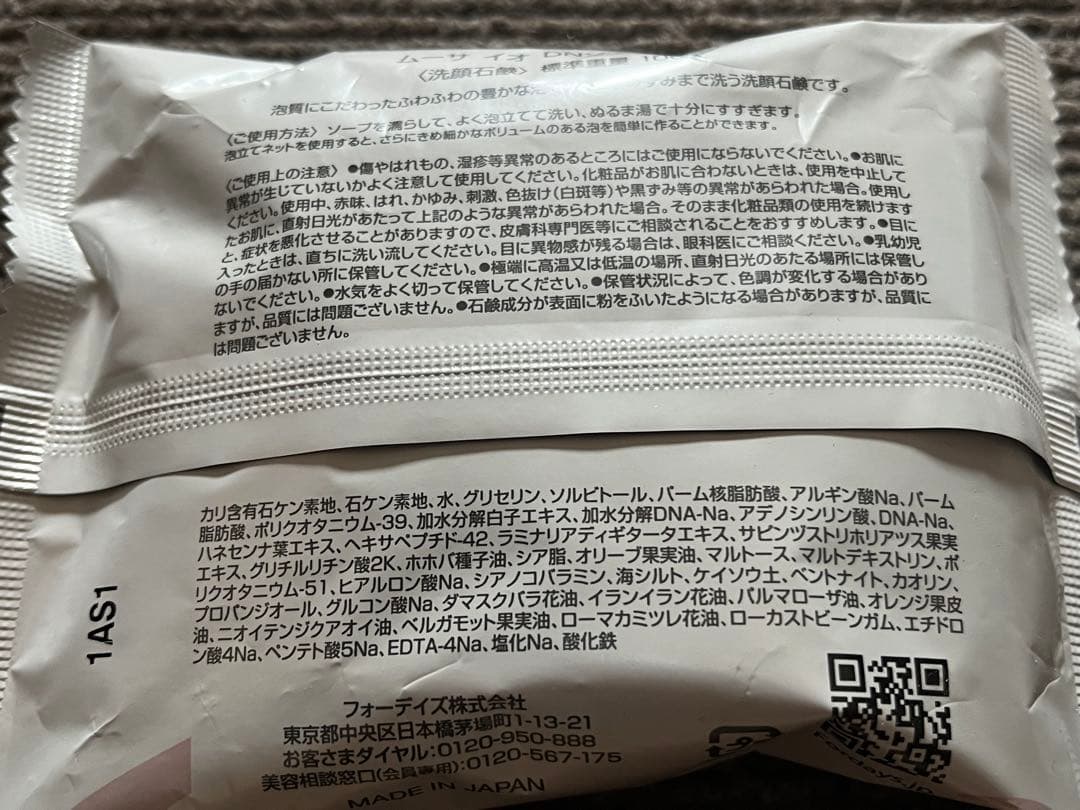 ムーサ イオ DN
〈洗顔石鹸〉標準重量 100
泡質にこだわったふわふわの豊かな泡 すみまで洗う洗顔石鹸です。
〈ご使用方法〉ソープを濡らして、よく泡立てて洗い、ぬるま湯で十分にすすぎます。
泡立てネットを使用すると、さらにきめ細かなボリュームのある泡を簡単に作ることができます。
〈ご使用上の注意〉●傷やはれもの、湿疹等異常のあるところにはご使用にならないでください。●お肌に
異常が生じていないかよく注意して使用してください。化粧品がお肌に合わないときは、使用を中止して
ください。使用中、赤味、はれ、かゆみ、刺激、色抜け(白斑等)や黒ずみ等の異常があらわれた場合。使用し
たお肌に、直射日光があたって上記のような異常があらわれた場合。そのまま化粧品類の使用を続けます
と、症状を悪化させることがありますので、皮膚科専門医等にご相談されることをおすすめします。●目に
入ったときは、直ちに洗い流してください。目に異物感が残る場合は、眼科医にご相談ください。●乳幼児
の手の届かない所に保管してください。●極端に高温又は低温の場所、直射日光のあたる場所には保管し
ないでください。●水気をよく切って保管してください。●保管状況によって、色調が変化する場合があり
ますが、品質には問題ございません。●石鹸成分が表面に粉をふいたようになる場合がありますが、品質に
は問題ございません。
カリ含有石ケン素地、石ケン素地、水、グリセリン、ソルビトール、パーム核脂肪酸、アルギン酸Na、パーム
脂肪酸、ポリクオタニウム-39、加水分解白子エキス、加水分解DNA-Na、アデノシンリン酸、DNA-Na、
ハネセンナ葉エキス、ヘキサペプチド-42、ラミナリアディギタータエキス、サピンヅストリホリアツス果実
エキス、グリチルリチン酸2K、ホホバ種子油、シア脂、オリーブ果実油、マルトース、マルトデキストリン、ポ
リクオタニウム-51、ヒアルロン酸Na、シアノコバラミン、海シルト、ケイソウ土、ベントナイト、カオリン、
プロパンジオール、グルコン酸Na、ダマスクバラ花油、イランイラン花油、パルマローザ油、オレンジ果皮
油、ニオイテンジクアオイ油、ベルガモット果実油、ローマカミツレ花油、ローカストビーンガム、エチドロ
ン酸4Na、ペンテト酸5Na、EDTA-4Na、塩化Na、酸化鉄
1AS1
フォーデイズ株式会社
東京都中央区日本橋茅場町1-13-21
お客さまダイヤル:0120-950-888
美容相談窓口(会員専用):0120-567-175
MADE IN JAPAN